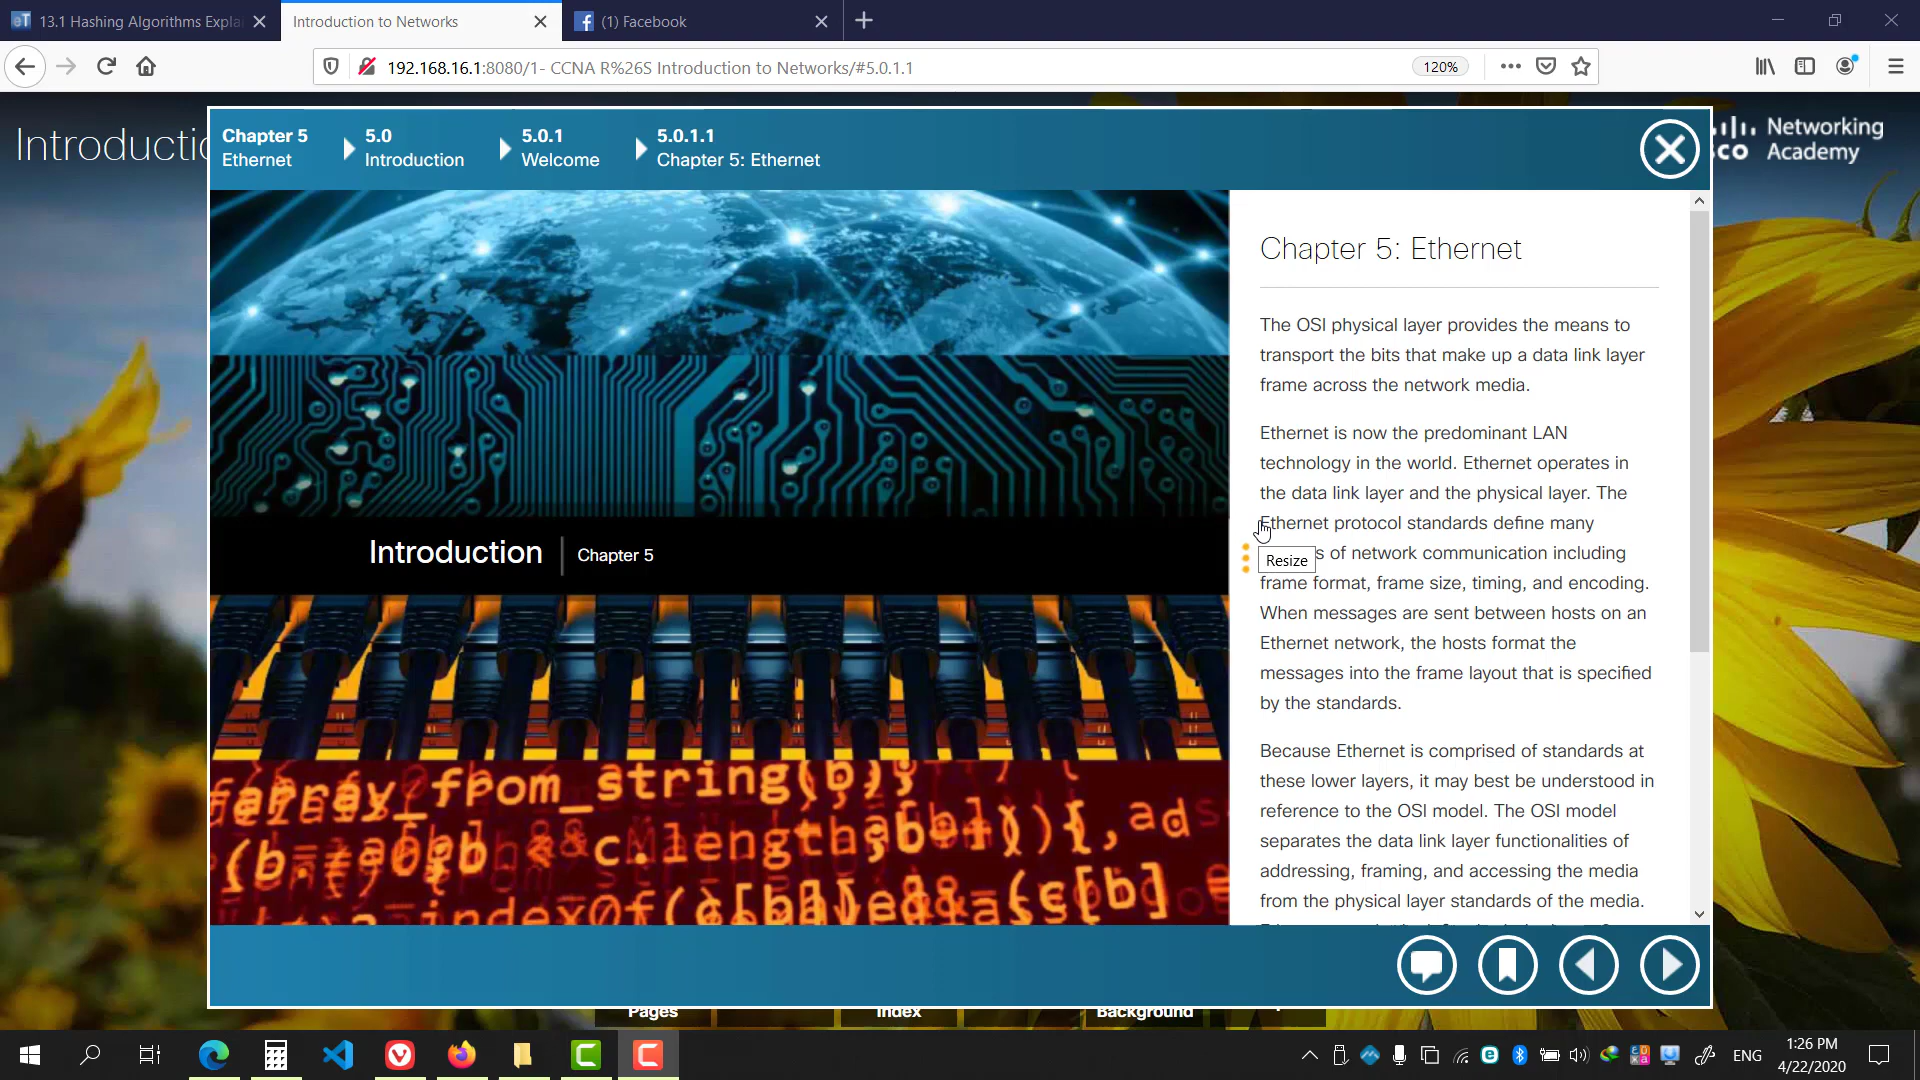 13.1 Hashing Algorithms Expla
Introduction to Networks
(1) Facebook
192.168.16.1:8080/1- CCNA R%26S Introduction to Networks/#5.0.1.1
120%
Introductio
Networking
Academy
Chapter 5
Ethernet
5.0
Introduction
5.0.1
Welcome
5.0.1.1
Chapter 5: Ethernet
Introduction
Chapter 5
Chapter 5: Ethernet
The OSI physical layer provides the means to
transport the bits that make up a data link layer
frame across the network media.
Ethernet is now the predominant LAN
technology in the world. Ethernet operates in
the data link layer and the physical layer. The
Ethernet protocol standards define many
s of network communication including
Resize
frame format, frame size, timing, and encoding.
When messages are sent between hosts on an
Ethernet network, the hosts format the
messages into the frame layout that is specified
by the standards.
Because Ethernet is comprised of standards at
these lower layers, it may best be understood in
reference to the OSI model. The OSI model
separates the data link layer functionalities of
addressing, framing, and accessing the media
from the physical layer standards of the media.
Pages
Index
Background
ENG
1:26 PM
4/22/2020